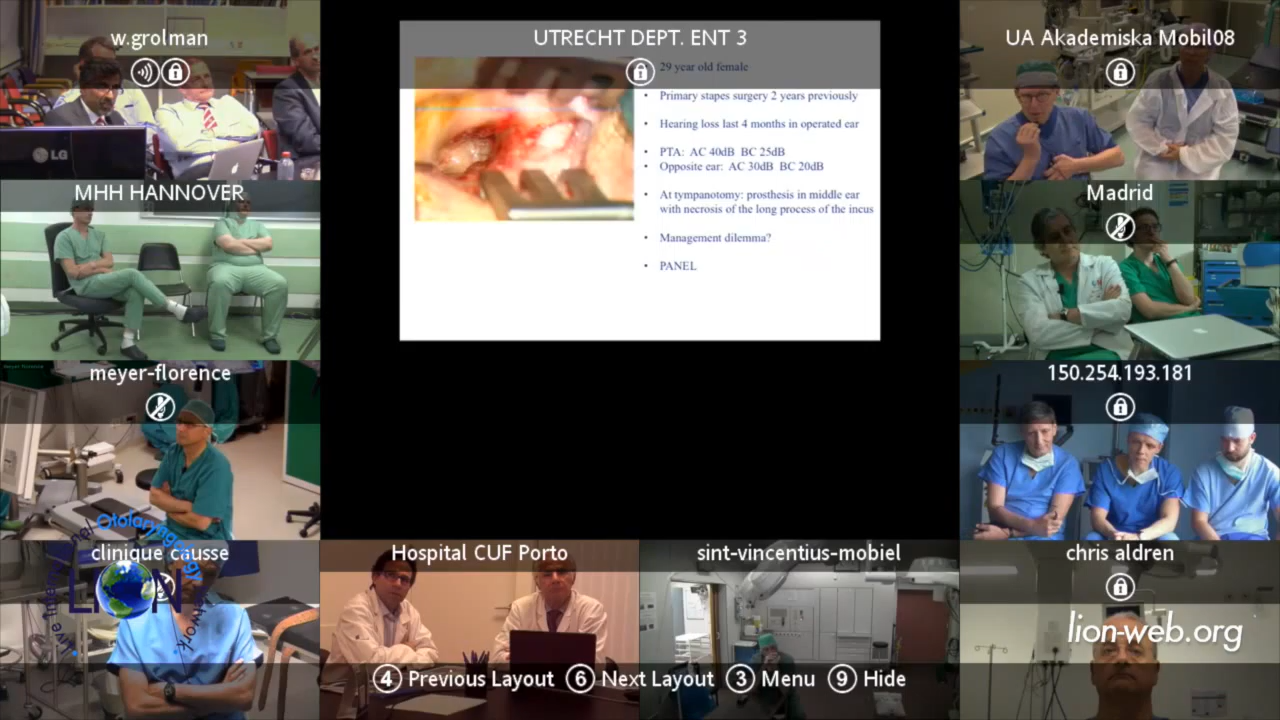 w.grolman
UTRECHT DEPT. ENT 3
UA Akademiska Mobil08
29 year old female
• Primary stapes surgery 2 years previously
• Hearing loss last 4 months in operated ear
• PTA: AC 40dB BC 25dB
• Opposite ear: AC 30dB BC 20dB
• At tympanotomy: prosthesis in middle ear
with necrosis of the long process of the incus
• Management dilemma?
• PANEL
LG
MHH HANNOVER
Madrid
meyer-florence
150.254.193.181
clinique causse
Otolaryngology
LION
Hospital CUF Porto
sint-vincentius-mobiel
chris aldren
lion-web.org
4 Previous Layout 6 Next Layout 3 Menu 9 Hide